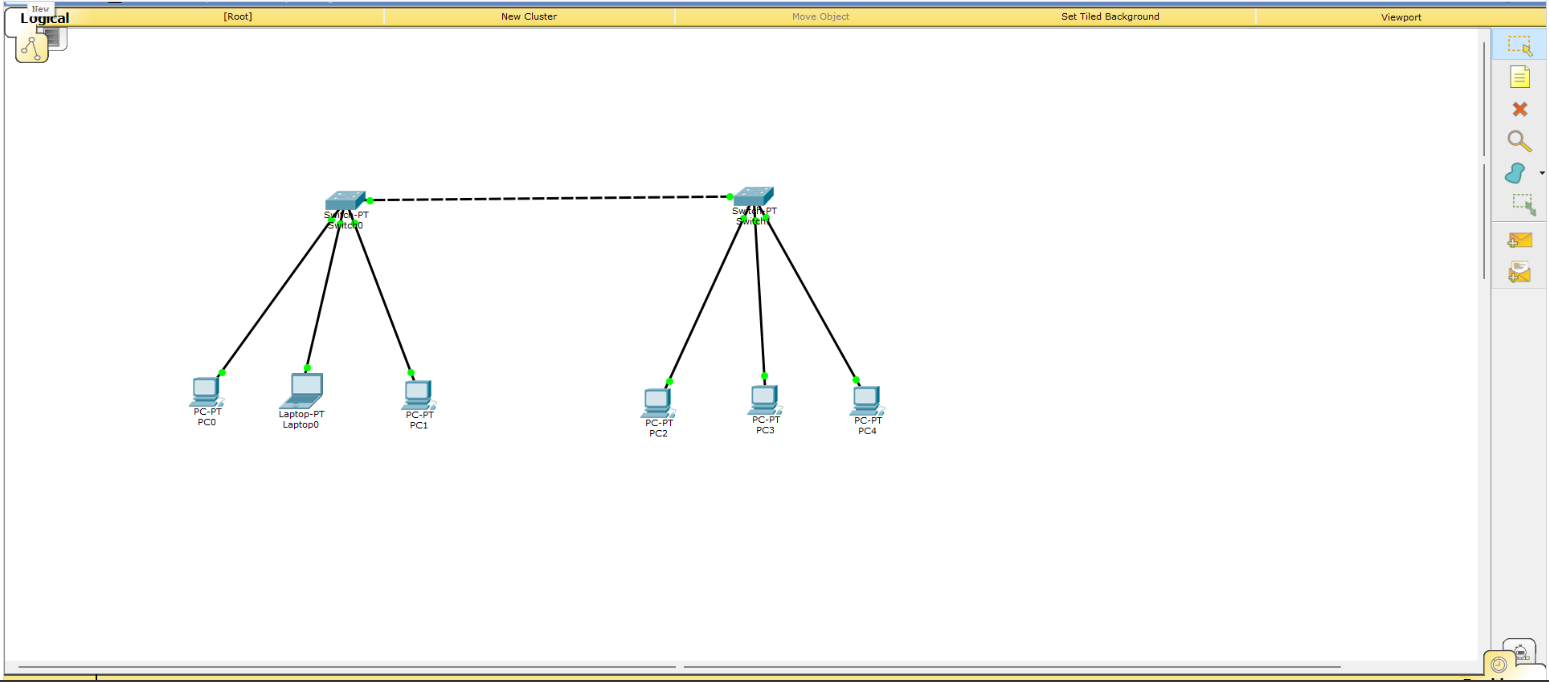 New
Logical
[Root]
New Cluster
Move Object
Set Tiled Background
Viewport
Switch-PT
Switch0
Switch-PT
PC-PT
PC0
Laptop-PT
Laptop0
PC-PT
PC1
PC-PT
PC2
PC-PT
PC3
PC-PT
PC4